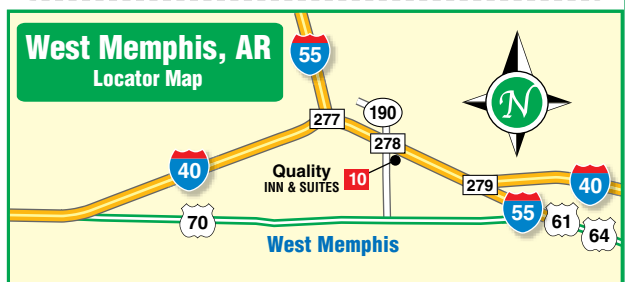 West Memphis, AR
Locator Map
55
N
277
190
278
40
Quality
INN & SUITES
10
279
40
55
61
64
70
West Memphis